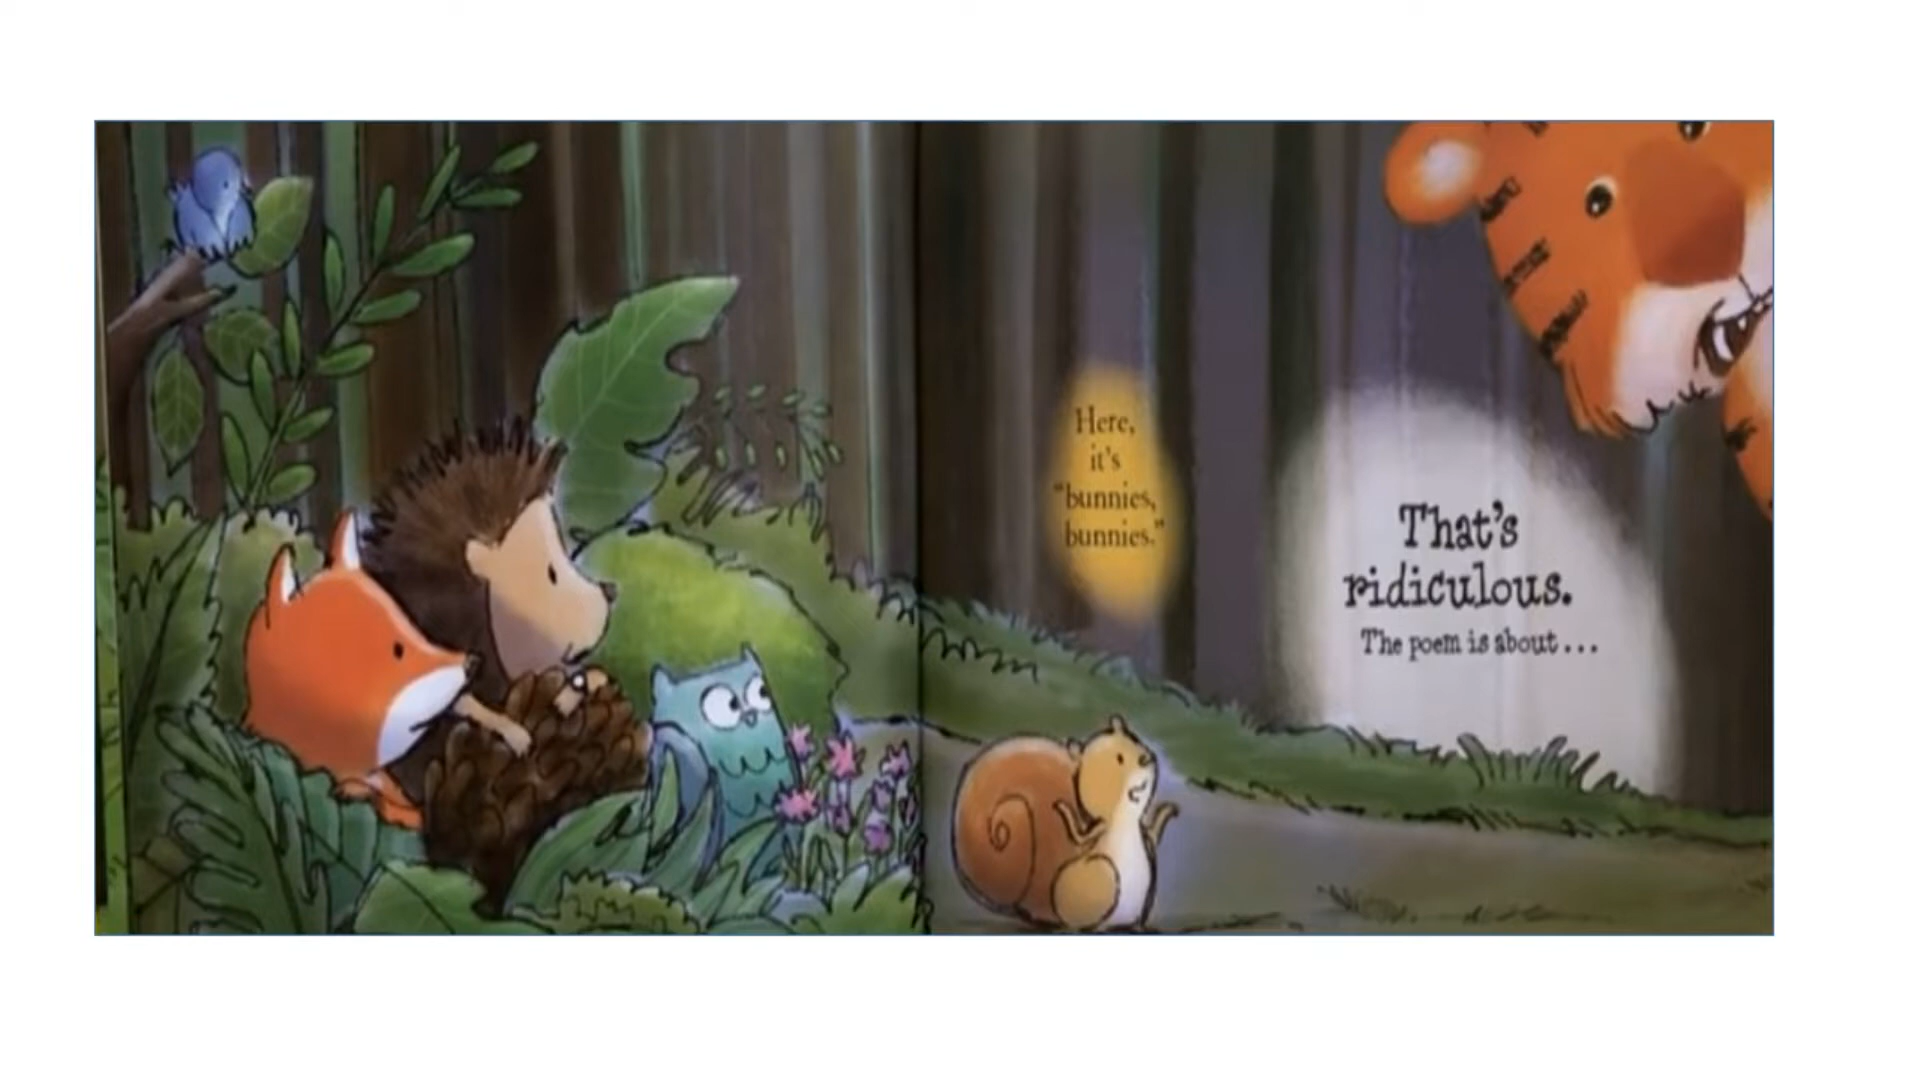 Here,
it's
"bunnies,
bunnies."
That's
ridiculous.
The poem is about...